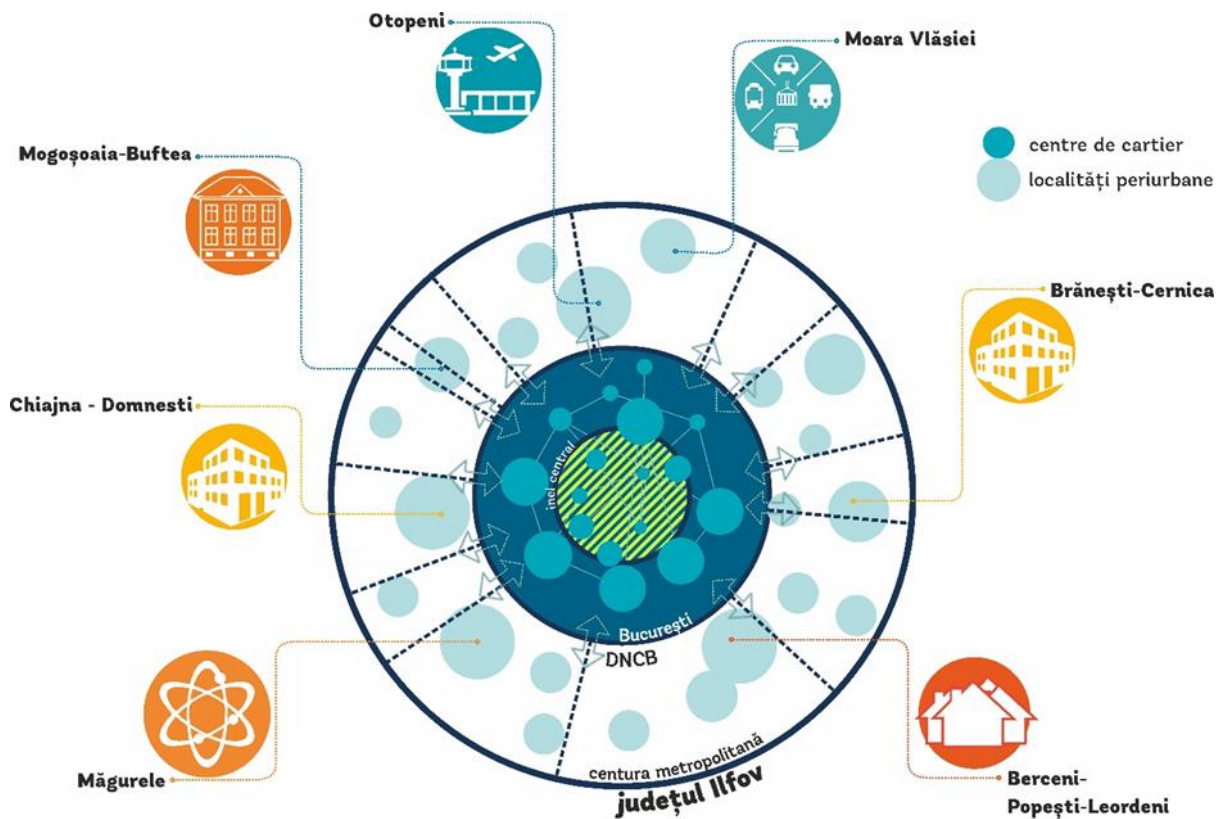 Otopeni
Moara Vlăsiei
centre de cartier
localități periurbane
Mogoșoaia-Buftea
Brănești-Cernica
Chiajna - Domnesti
inel central
București
DNCB
centura metropolitană
județul Ilfov
Măgurele
Berceni-
Popești-Leordeni